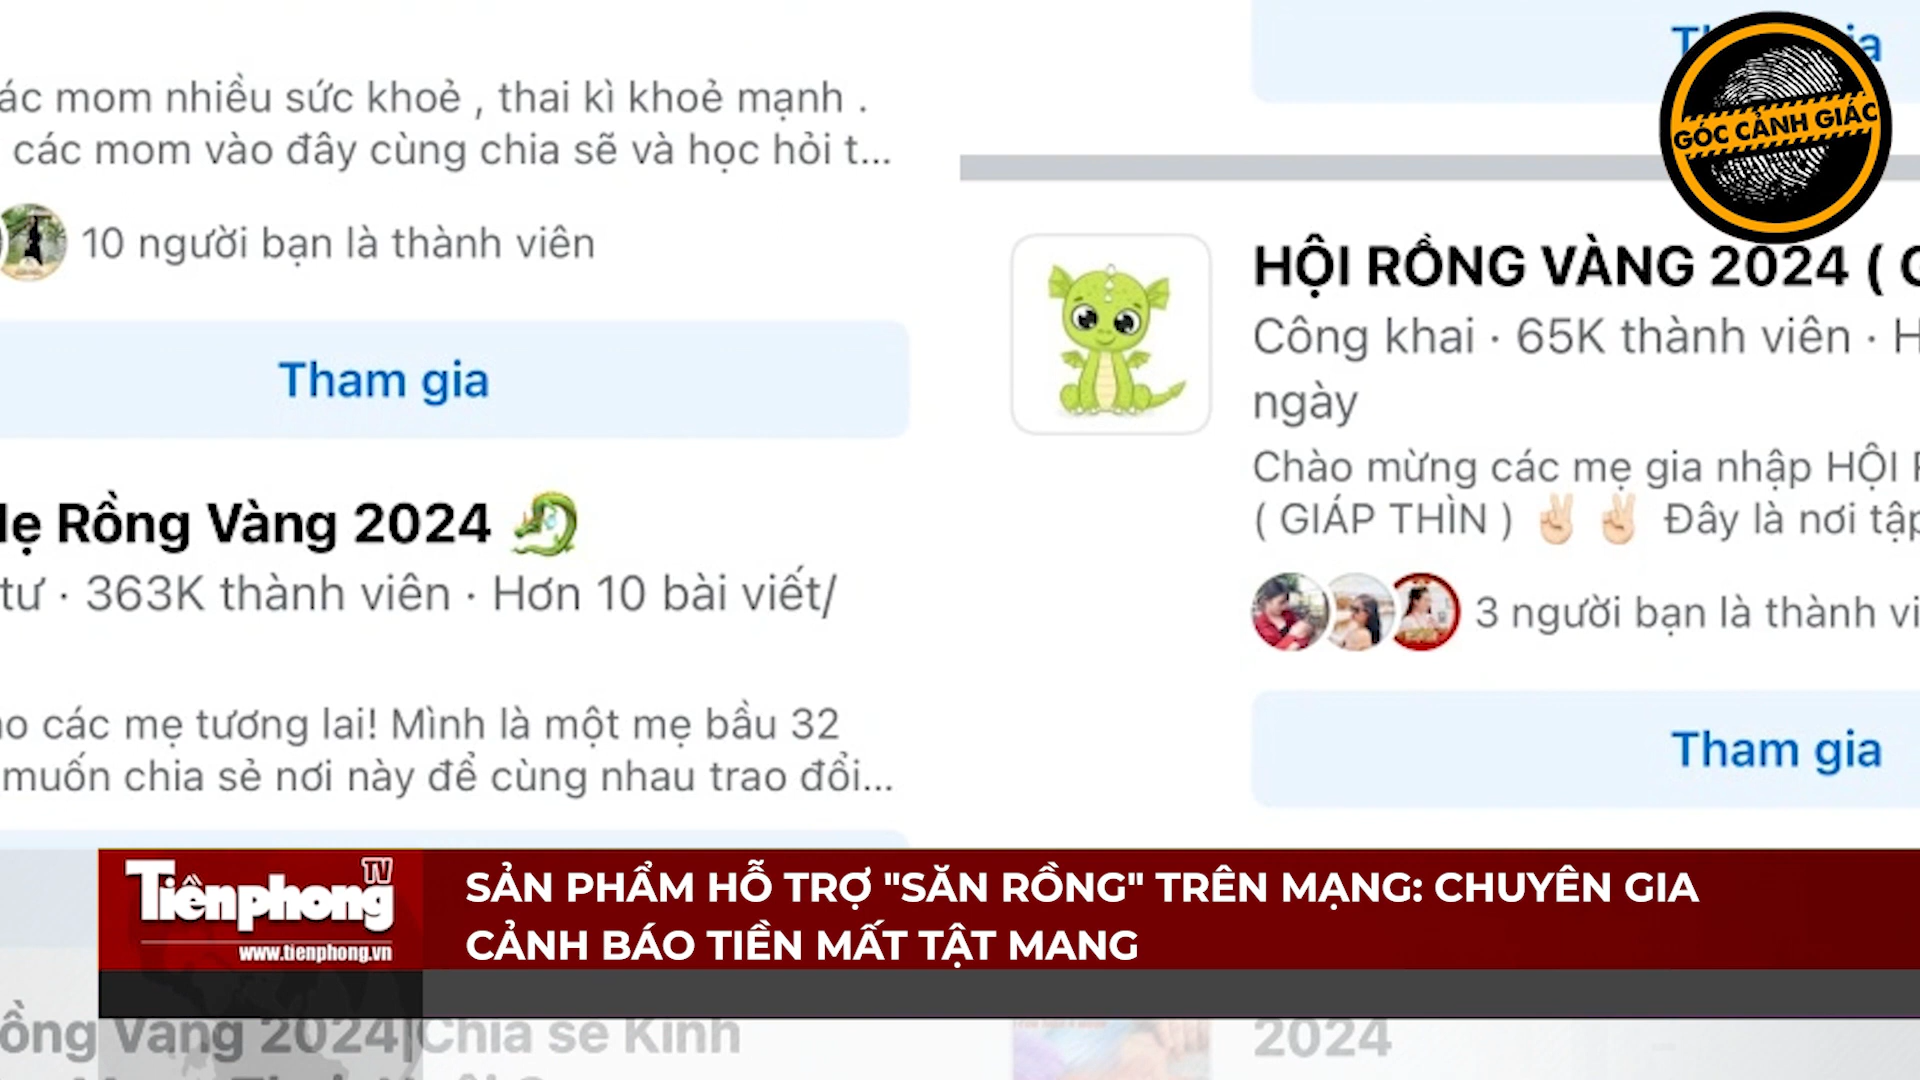 ác mom nhiều sức khoẻ , thai kì khoẻ mạnh .
các mom vào đây cùng chia sẽ và học hỏi t...
10 người bạn là thành viên
Tham gia
Mẹ Rồng Vàng 2024
tư · 363K thành viên · Hơn 10 bài viết/
các mẹ tương lai! Mình là một mẹ bầu 32
muốn chia sẻ nơi này để cùng nhau trao đổi...
GÓC CẢNH GIÁC
HỘI RỒNG VÀNG 2024 (
Công khai · 65K thành viên ·
ngày
Chào mừng các mẹ gia nhập HỘI
( GIÁP THÌN ) ✌🏻 ✌🏻 Đây là nơi tập
3 người bạn là thành vi
Tham gia
Tiềnphong TV
www.tienphong.vn
SẢN PHẨM HỖ TRỢ "SĂN RỒNG" TRÊN MẠNG: CHUYÊN GIA
CẢNH BÁO TIỀN MẤT TẬT MANG
ồng Vàng 2024|Chia sẻ Kinh
2024